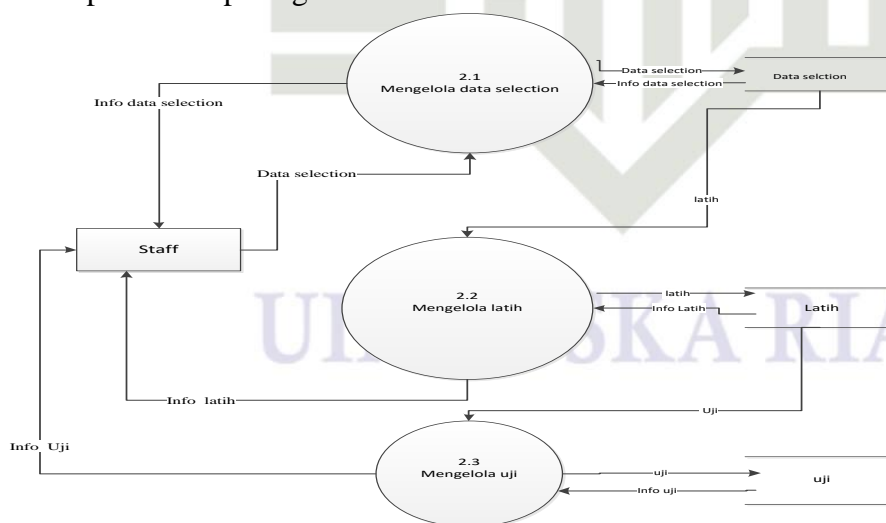 2.1
Mengelola data selection
Data selection
Info data selection
Data selction
Info data selection
Data selection
latih
Staff
2.2
Mengelola latih
latih
Info Latih
Latih
Info latih
Uji
Info Uji
2.3
Mengelola uji
uji
Info uji
uji
SKA RIA